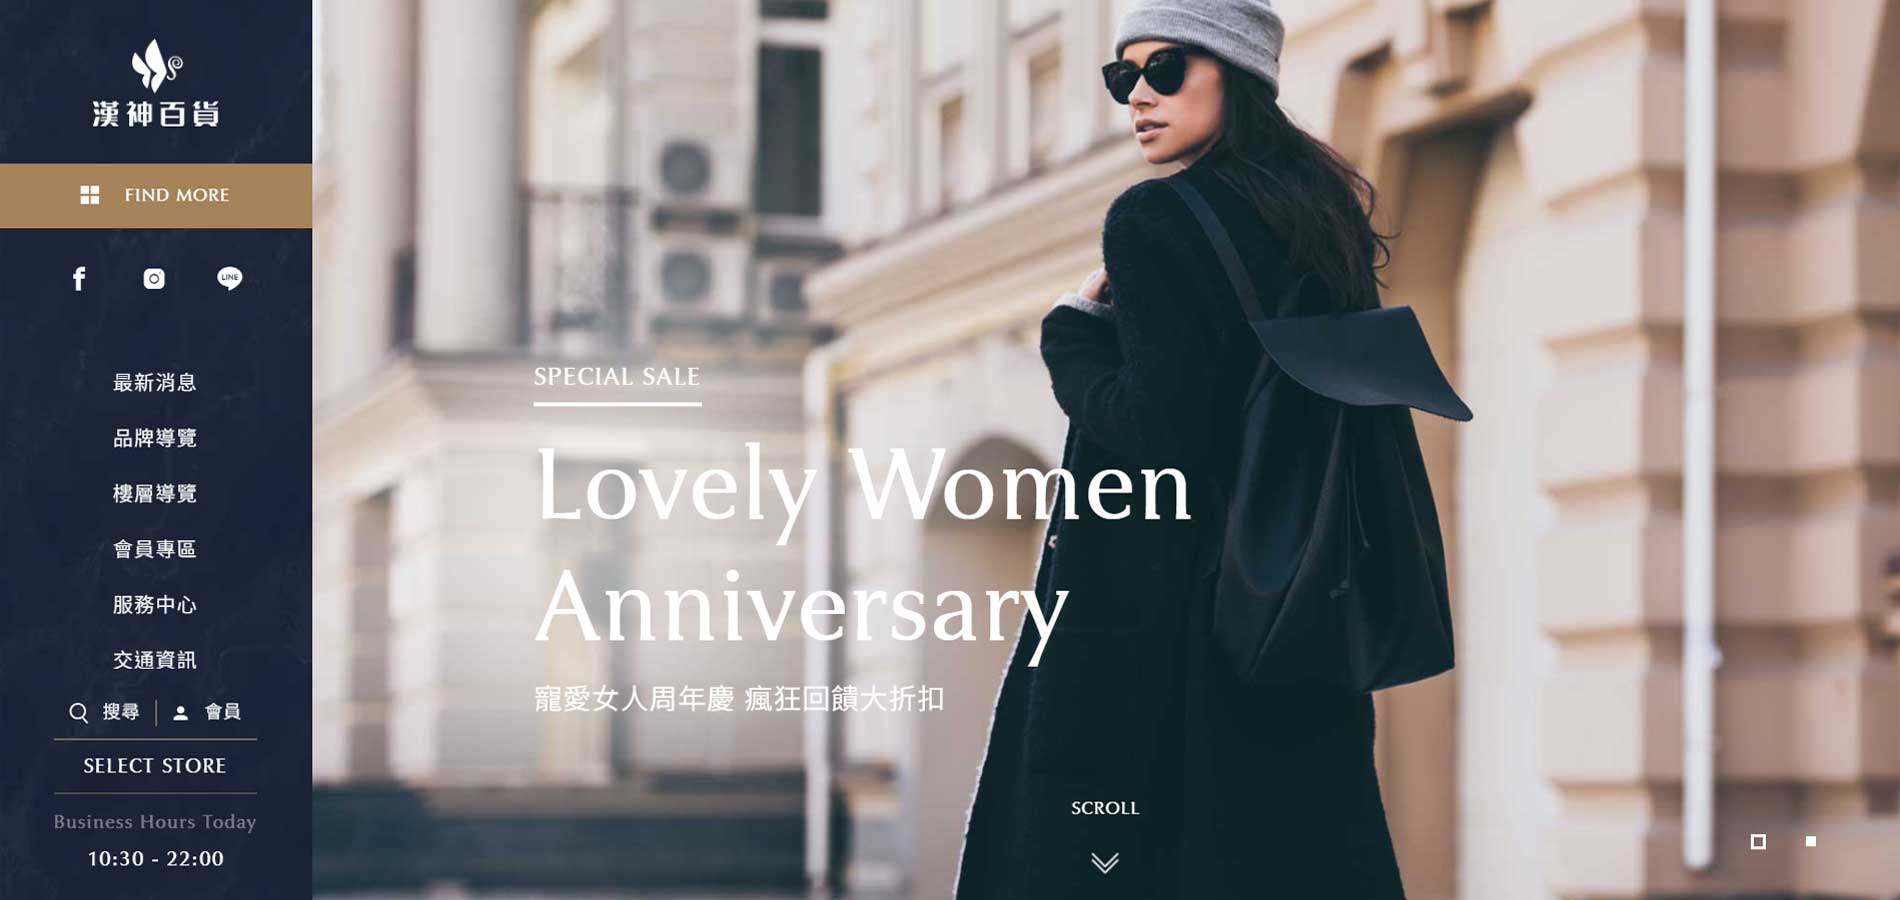 漢神百貨
FIND MORE
LINE
最新消息
品牌導覽
樓層導覽
會員專區
服務中心
交通資訊
搜尋
會員
SELECT STORE
Business Hours Today
10:30 - 22:00
SPECIAL SALE
Lovely Women
Anniversary
寵愛女人周年慶 瘋狂回饋大折扣
SCROLL